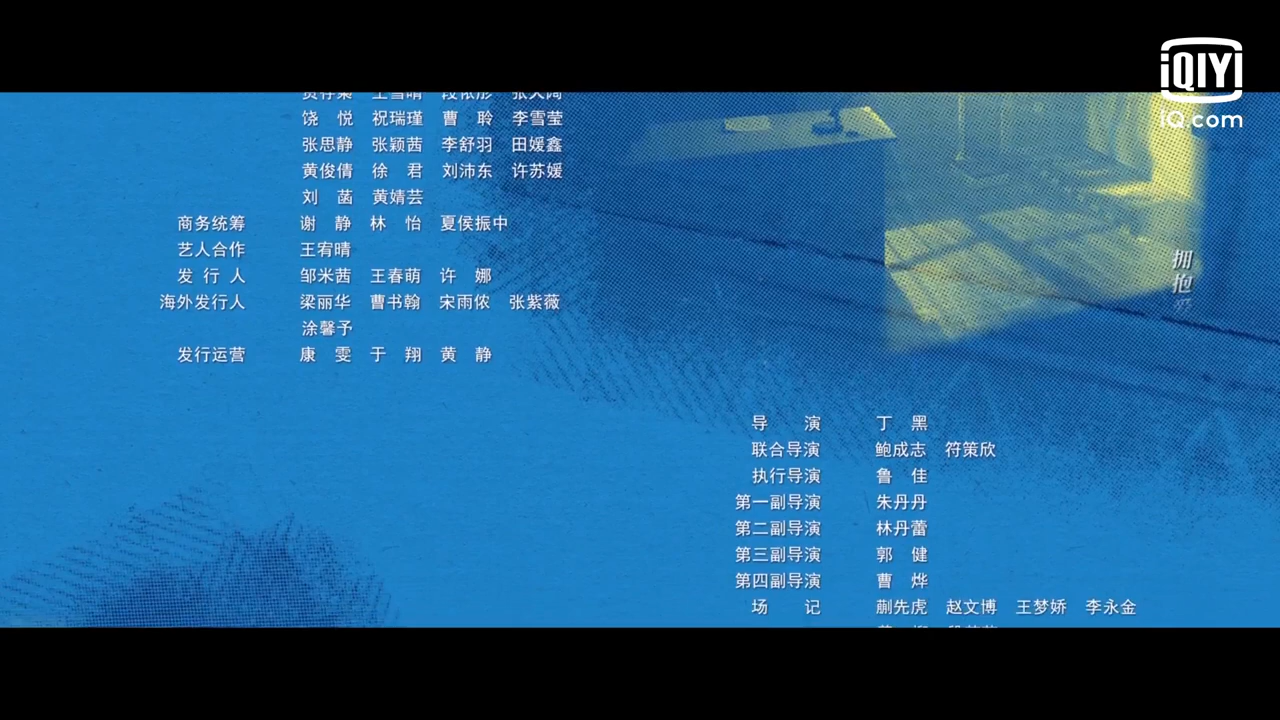 iQIYI
iQ.com
饶 悦 祝瑞瑾 曹 聆 李雪莹
张思静 张颖茜 李舒羽 田媛鑫
黄俊倩 徐 君 刘沛东 许苏媛
刘 菡 黄婧芸
商务统筹 谢 静 林 怡 夏侯振中
艺人合作 王宥晴
发 行 人 邹米茜 王春萌 许 娜
海外发行人 梁丽华 曹书翰 宋雨侬 张紫薇
涂馨予
发行运营 康 雯 于 翔 黄 静
拥抱
导 演 丁 黑
联合导演 鲍成志 符策欣
执行导演 鲁 佳
第一副导演 朱丹丹
第二副导演 林丹蕾
第三副导演 郭 健
第四副导演 曹 烨
场 记 蒯先虎 赵文博 王梦娇 李永金